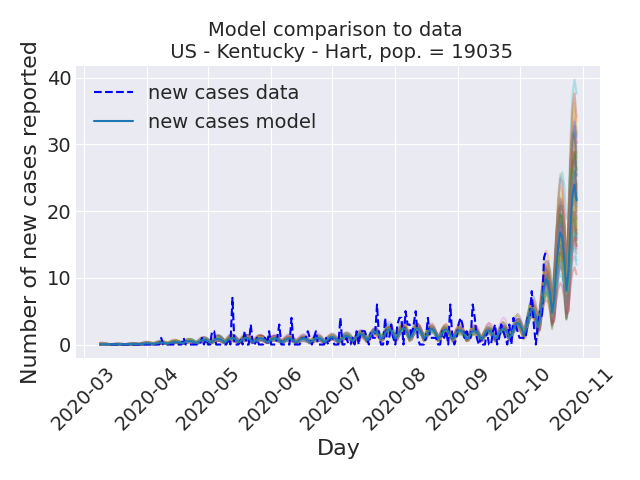 Model comparison to data
US - Kentucky - Hart, pop. = 19035
Number of new cases reported
40
30
20
10
0
new cases data
new cases model
2020-03
2020-04
2020-05
2020-06
2020-07
2020-08
2020-09
2020-10
2020-11
Day